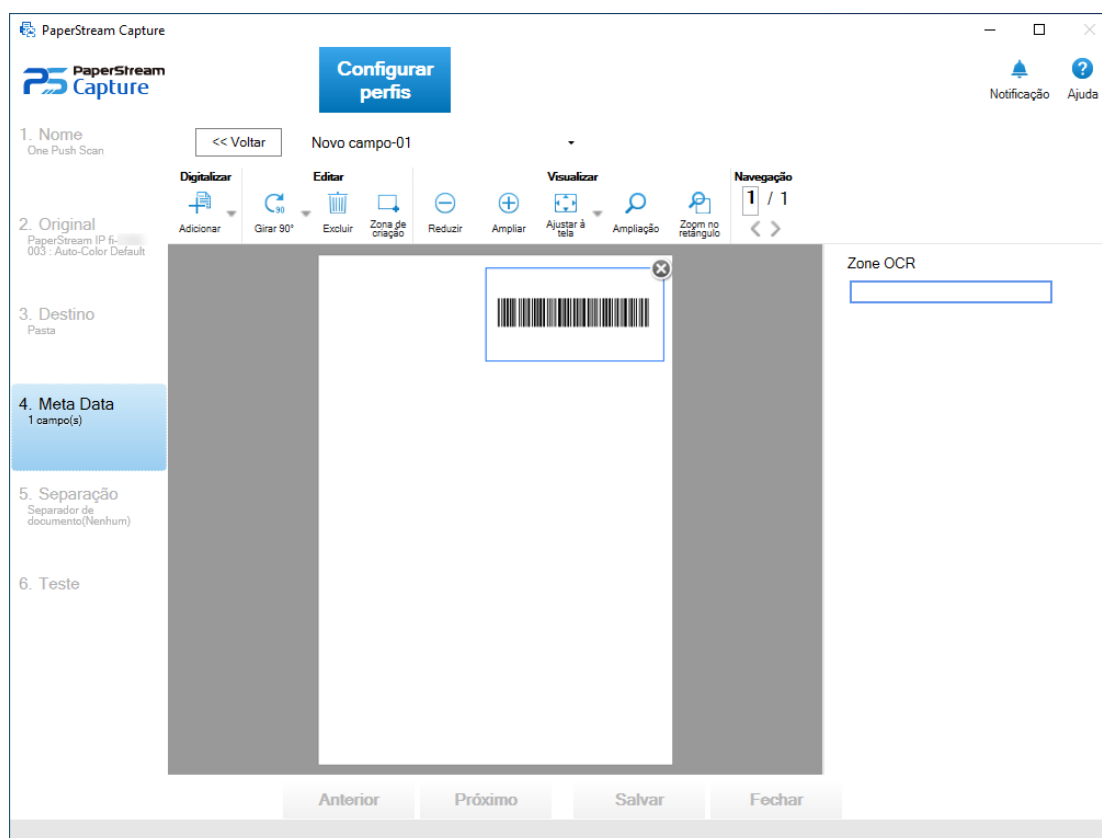 PaperStream Capture
PaperStream
Capture
Configurar
perfis
Notificação
Ajuda
1. Nome
One Push Scan
<< Voltar
Novo campo-01
Digitalizar
Editar
Visualizar
Navegação
1 / 1
90
Adicionar
Girar 90°
Excluir
Zona de
criação
Reduzir
Ampliar
Ajustar à
tela
Ampliação
Zoom no
retângulo
2. Original
PaperStream IP fi-
003 : Auto-Color Default
Zone OCR
3. Destino
Pasta
4. Meta Data
1 campo(s)
5. Separação
Separador de
documento(Nenhum)
6. Teste
Anterior
Próximo
Salvar
Fechar